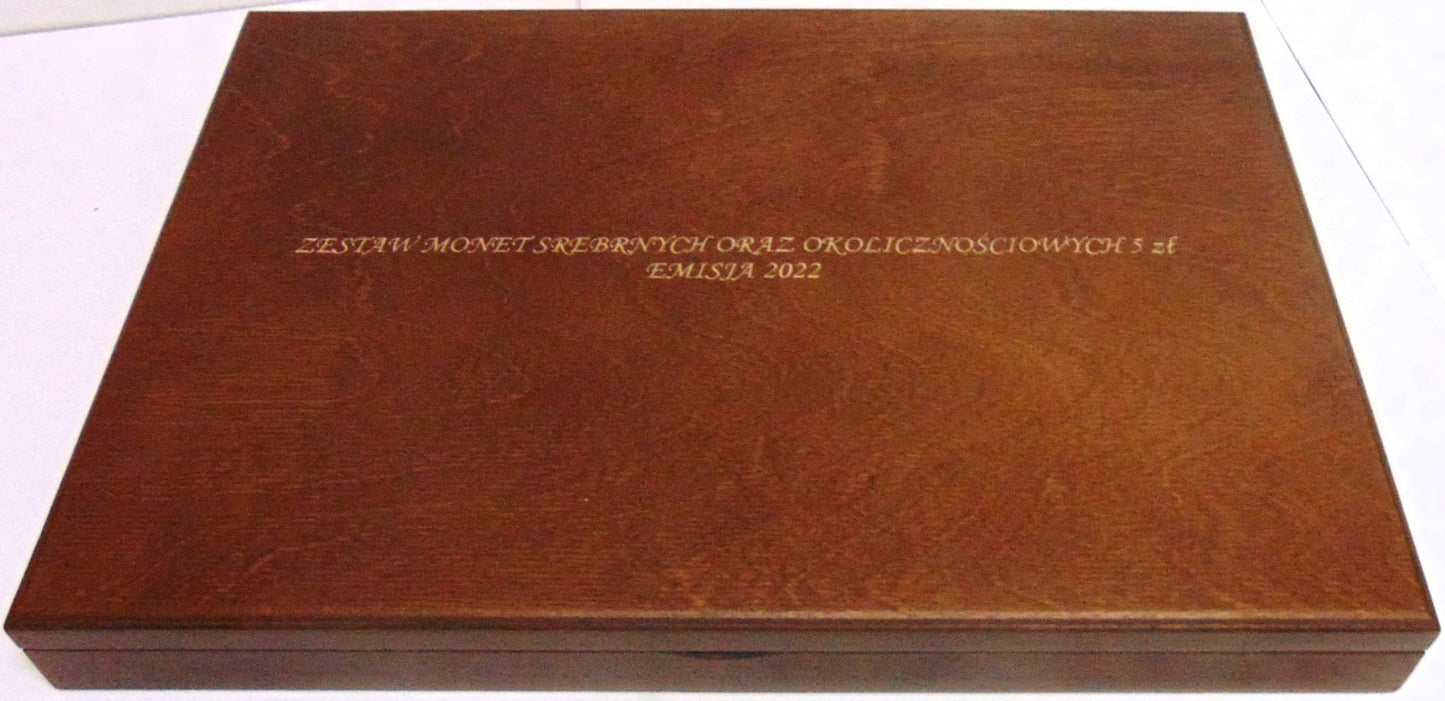 ZESTAW MONET SREBRNYCH ORAZ OKOLICZNOŚCIOWYCH 5 zł
EMISJA 2022